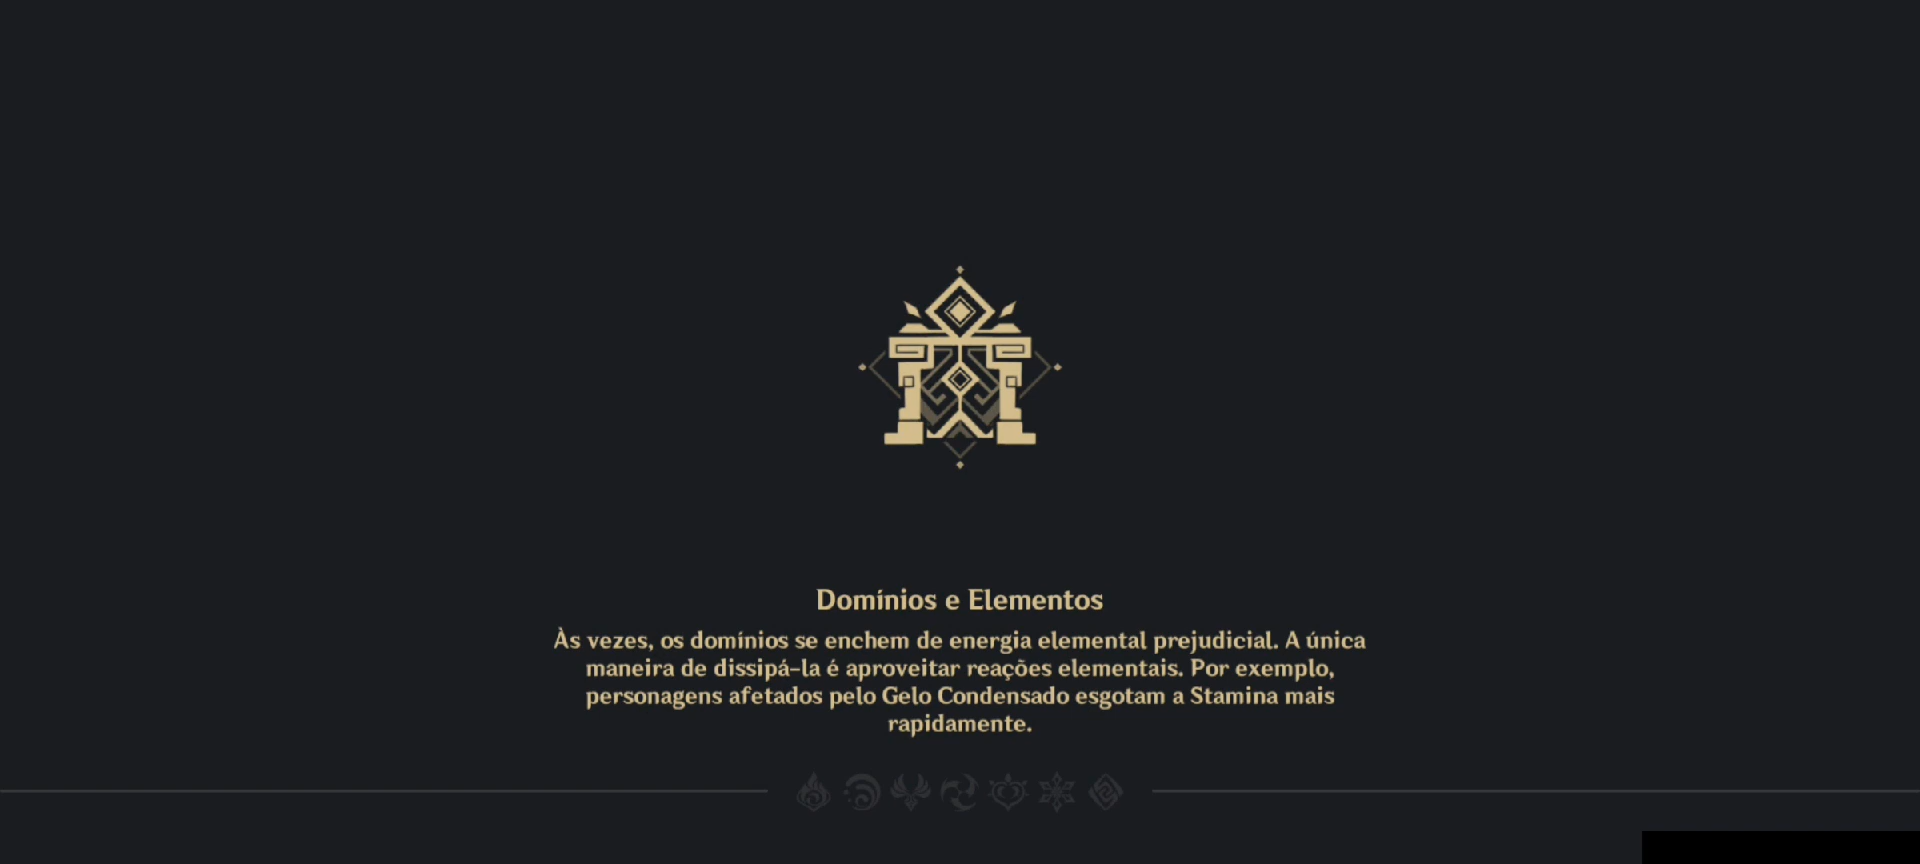 Domínios e Elementos
Às vezes, os domínios se enchem de energia elemental prejudicial. A única
maneira de dissipá-la é aproveitar reações elementais. Por exemplo,
personagens afetados pelo Gelo Condensado esgotam a Stamina mais
rapidamente.